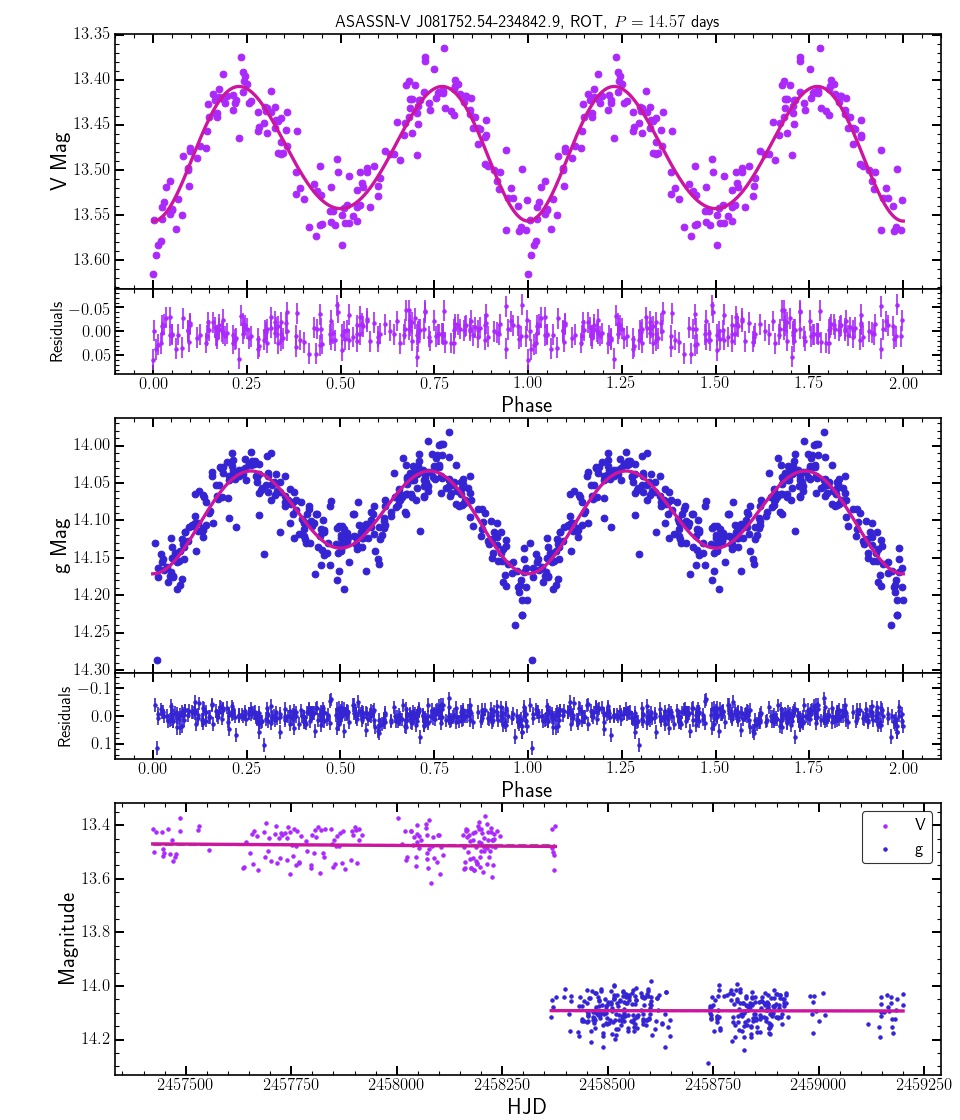 ASASSN-V J081752.54-234842.9, ROT, P = 14.57 days
V Mag
13.35
13.40
13.45
13.50
13.55
13.60
Residuals
−0.05
0.00
0.05
0.00 0.25 0.50 0.75 1.00 1.25 1.50 1.75 2.00
Phase
g Mag
14.00
14.05
14.10
14.15
14.20
14.25
14.30
Residuals
−0.1
0.0
0.1
0.00 0.25 0.50 0.75 1.00 1.25 1.50 1.75 2.00
Phase
Magnitude
13.4
13.6
13.8
14.0
14.2
V
g
2457500 2457750 2458000 2458250 2458500 2458750 2459000 2459250
HJD